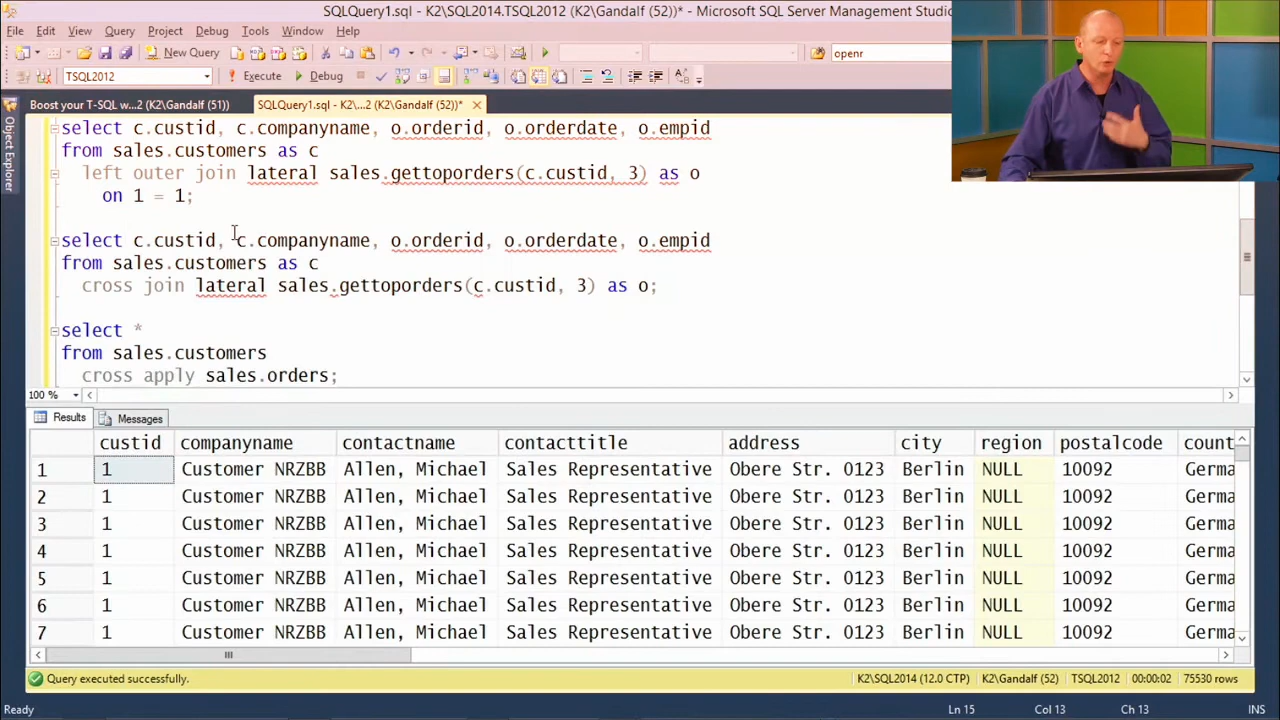 SQLQuery1.sql - K2\SQL2014.TSQL2012 (K2\Gandalf (52))* - Microsoft SQL Server Management Studio
File Edit View Query Project Debug Tools Window Help
New Query openr
TSQL2012 Execute Debug
Boost your T-SQL w...2 (K2\Gandalf (51)) SQLQuery1.sql - K2\...2 (K2\Gandalf (52))*
Object Explorer
select c.custid, c.companyname, o.orderid, o.orderdate, o.empid
from sales.customers as c
left outer join lateral sales.gettoporders(c.custid, 3) as o
on 1 = 1;
select c.custid, c.companyname, o.orderid, o.orderdate, o.empid
from sales.customers as c
cross join lateral sales.gettoporders(c.custid, 3) as o;
select *
from sales.customers
cross apply sales.orders;
100 %
Results Messages
custid companyname contactname contacttitle address city region postalcode count
1 1 Customer NRZBB Allen, Michael Sales Representative Obere Str. 0123 Berlin NULL 10092 Germa
2 1 Customer NRZBB Allen, Michael Sales Representative Obere Str. 0123 Berlin NULL 10092 Germa
3 1 Customer NRZBB Allen, Michael Sales Representative Obere Str. 0123 Berlin NULL 10092 Germa
4 1 Customer NRZBB Allen, Michael Sales Representative Obere Str. 0123 Berlin NULL 10092 Germa
5 1 Customer NRZBB Allen, Michael Sales Representative Obere Str. 0123 Berlin NULL 10092 Germa
6 1 Customer NRZBB Allen, Michael Sales Representative Obere Str. 0123 Berlin NULL 10092 Germa
7 1 Customer NRZBB Allen, Michael Sales Representative Obere Str. 0123 Berlin NULL 10092 Germa
Query executed successfully. K2\SQL2014 (12.0 CTP) K2\Gandalf (52) TSQL2012 00:00:02 75530 rows
Ready Ln 15 Col 13 Ch 13 INS